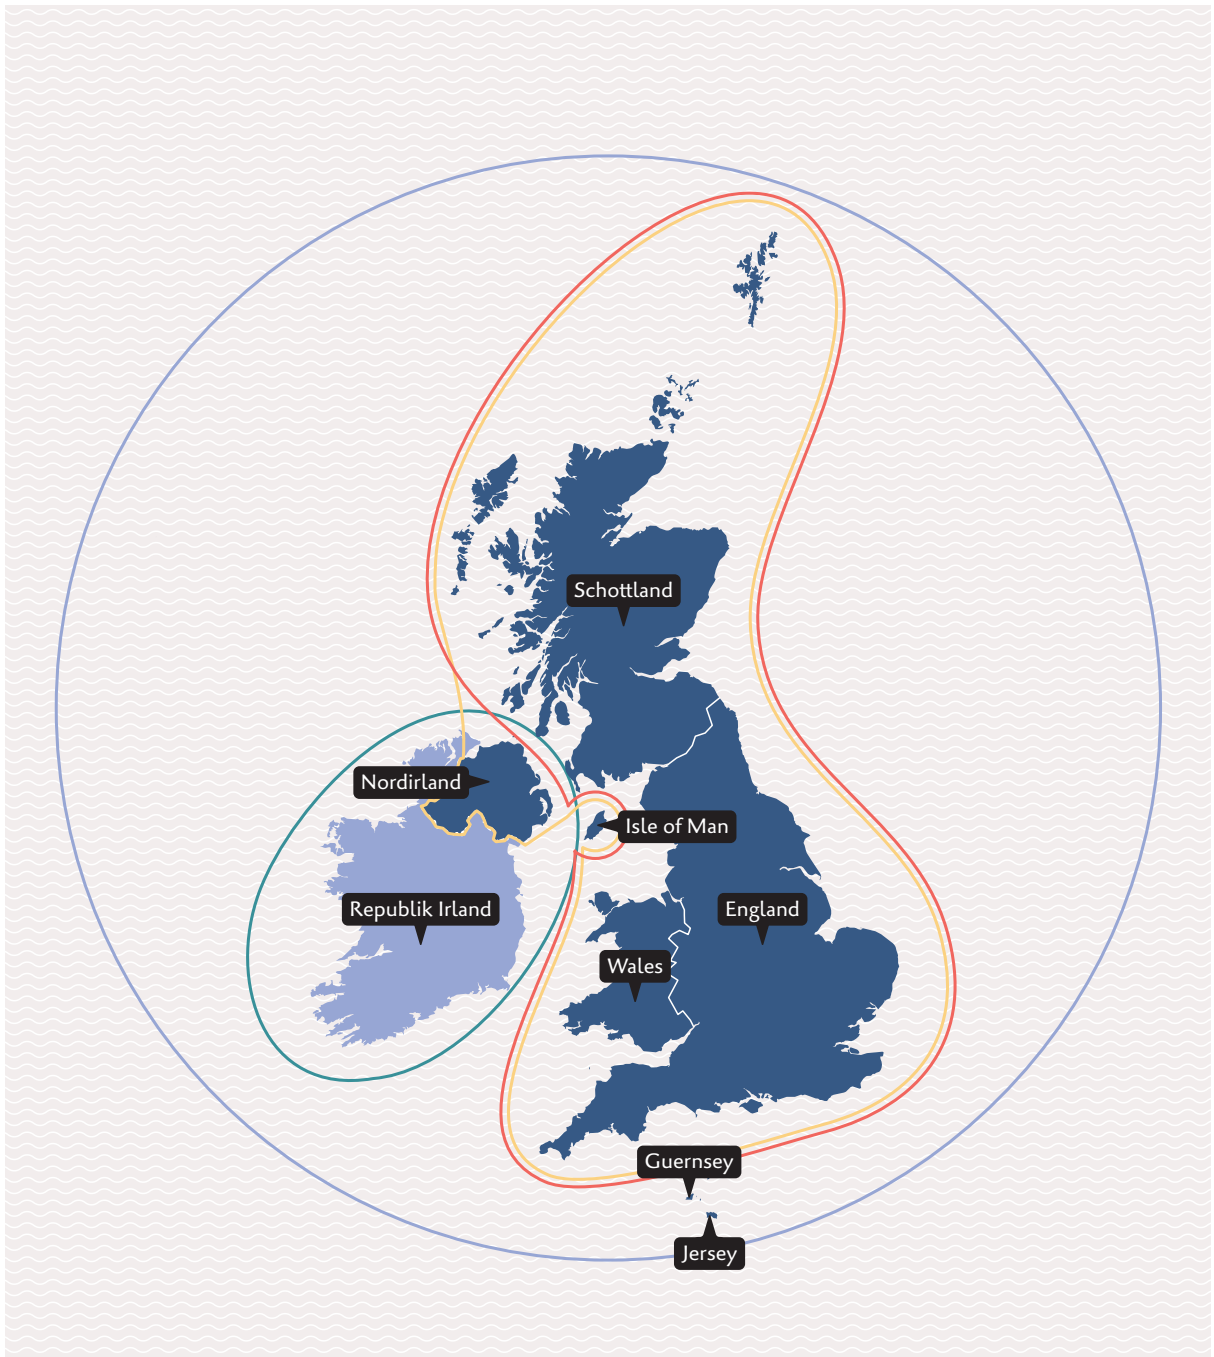 Schottland
Nordirland
Isle of Man
Republik Irland
England
Wales
Guernsey
Jersey